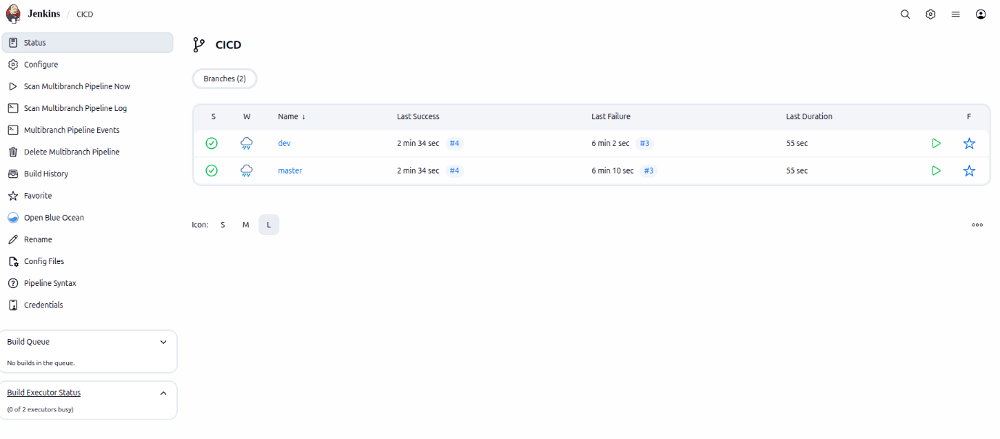 Jenkins / CICD
Status
Configure
Scan Multibranch Pipeline Now
Scan Multibranch Pipeline Log
Multibranch Pipeline Events
Delete Multibranch Pipeline
Build History
Favorite
Open Blue Ocean
Rename
Config Files
Pipeline Syntax
Credentials
Build Queue
No builds in the queue.
Build Executor Status
(0 of 2 executors busy)
CICD
Branches (2)
S W Name ↓ Last Success Last Failure Last Duration F
dev 2 min 34 sec #4 6 min 2 sec #3 55 sec
master 2 min 34 sec #4 6 min 10 sec #3 55 sec
Icon: S M L